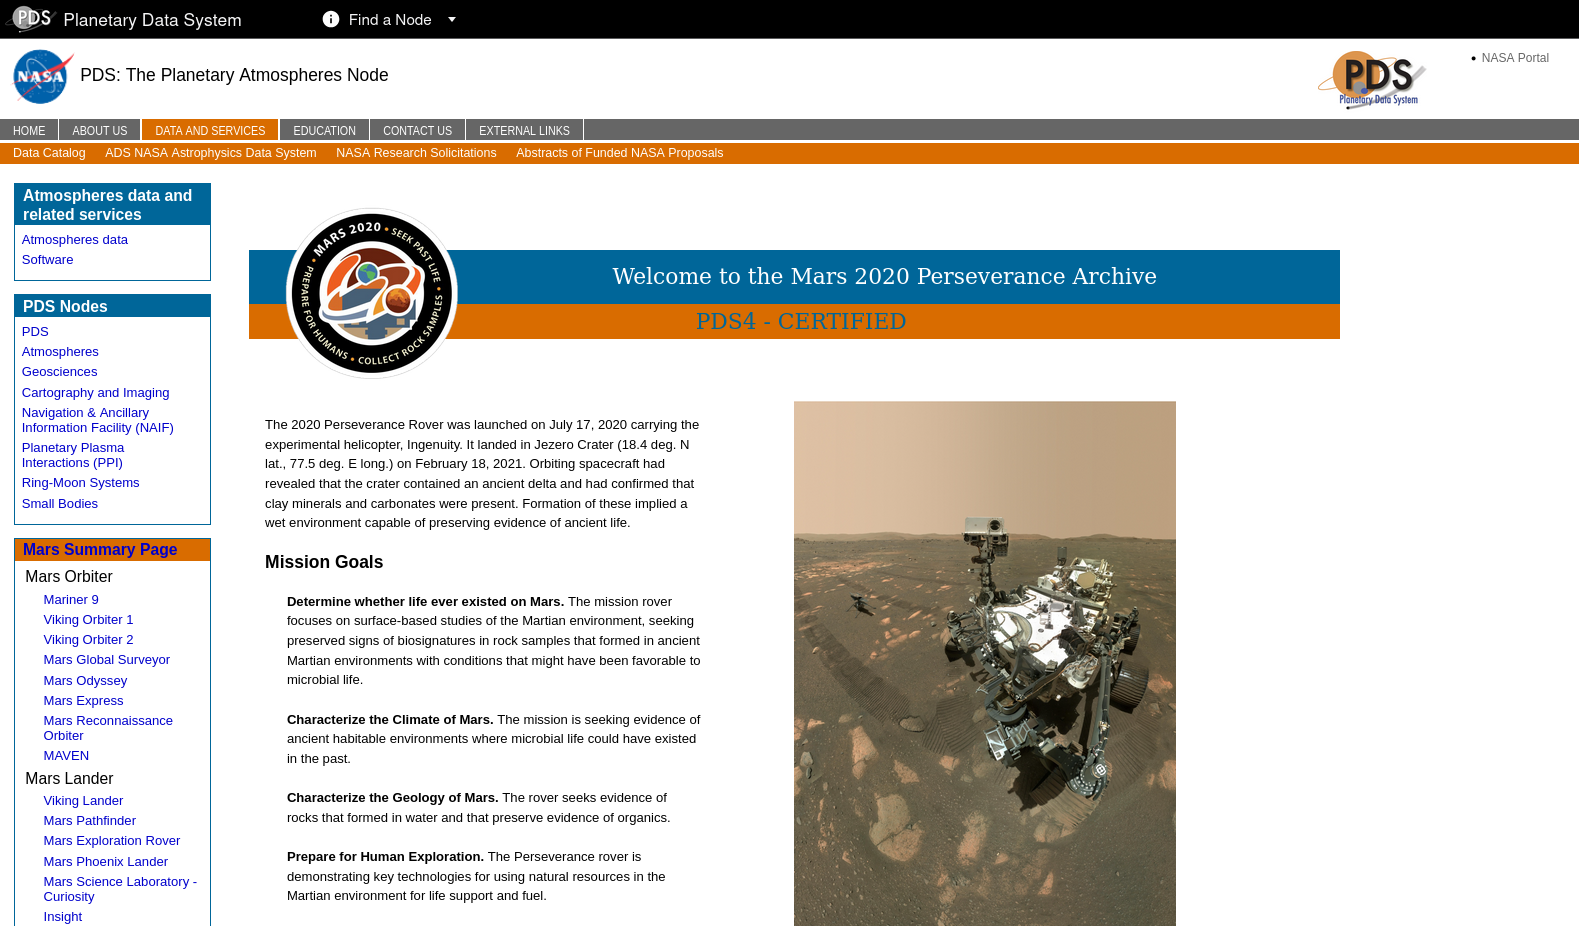 PDS Planetary Data System
Find a Node
NASA
PDS: The Planetary Atmospheres Node
PDS
Planetary Data System
NASA Portal
HOME ABOUT US DATA AND SERVICES EDUCATION CONTACT US EXTERNAL LINKS
Data Catalog ADS NASA Astrophysics Data System NASA Research Solicitations Abstracts of Funded NASA Proposals
Atmospheres data and
related services
Atmospheres data
Software
PDS Nodes
PDS
Atmospheres
Geosciences
Cartography and Imaging
Navigation & Ancillary
Information Facility (NAIF)
Planetary Plasma
Interactions (PPI)
Ring-Moon Systems
Small Bodies
Mars Summary Page
Mars Orbiter
Mariner 9
Viking Orbiter 1
Viking Orbiter 2
Mars Global Surveyor
Mars Odyssey
Mars Express
Mars Reconnaissance
Orbiter
MAVEN
Mars Lander
Viking Lander
Mars Pathfinder
Mars Exploration Rover
Mars Phoenix Lander
Mars Science Laboratory -
Curiosity
Insight
MARS 2020 • SEEK PAST LIFE • COLLECT ROCK SAMPLES • PREPARE FOR HUMANS •
Welcome to the Mars 2020 Perseverance Archive
PDS4 - CERTIFIED
The 2020 Perseverance Rover was launched on July 17, 2020 carrying the
experimental helicopter, Ingenuity. It landed in Jezero Crater (18.4 deg. N
lat., 77.5 deg. E long.) on February 18, 2021. Orbiting spacecraft had
revealed that the crater contained an ancient delta and had confirmed that
clay minerals and carbonates were present. Formation of these implied a
wet environment capable of preserving evidence of ancient life.
Mission Goals
Determine whether life ever existed on Mars. The mission rover
focuses on surface-based studies of the Martian environment, seeking
preserved signs of biosignatures in rock samples that formed in ancient
Martian environments with conditions that might have been favorable to
microbial life.
Characterize the Climate of Mars. The mission is seeking evidence of
ancient habitable environments where microbial life could have existed
in the past.
Characterize the Geology of Mars. The rover seeks evidence of
rocks that formed in water and that preserve evidence of organics.
Prepare for Human Exploration. The Perseverance rover is
demonstrating key technologies for using natural resources in the
Martian environment for life support and fuel.